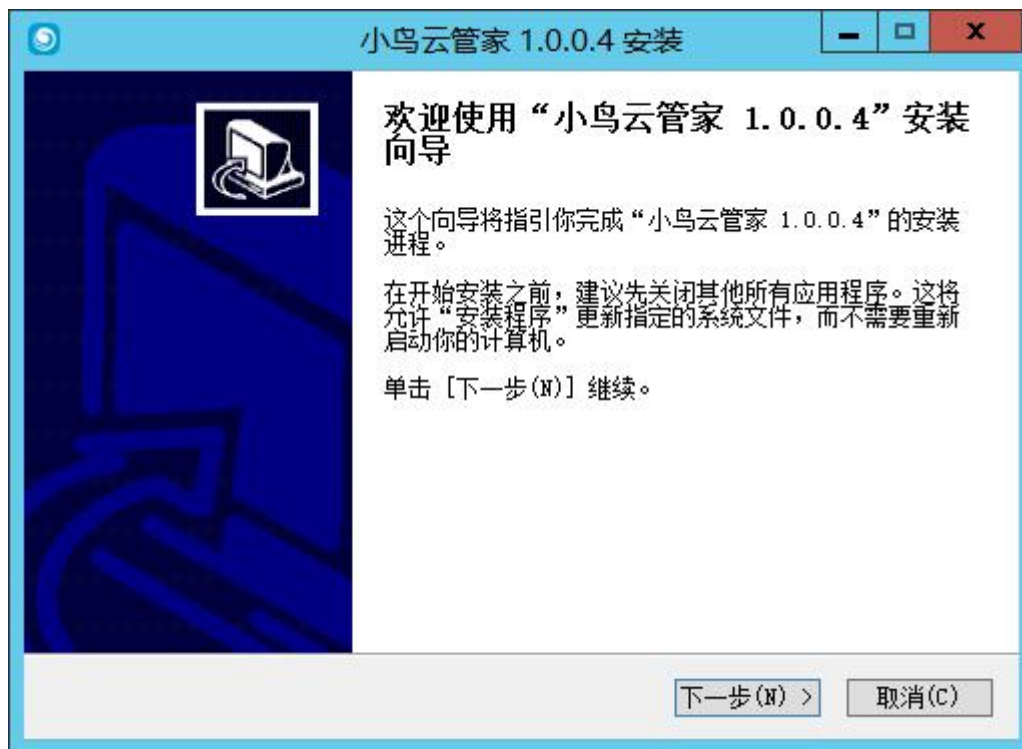 小鸟云管家 1.0.0.4 安装
欢迎使用“小鸟云管家 1.0.0.4”安装
向导
这个向导将指引你完成“小鸟云管家 1.0.0.4”的安装
进程。
在开始安装之前，建议先关闭其他所有应用程序。这将
允许“安装程序”更新指定的系统文件，而不需要重新
启动你的计算机。
单击 [下一步(N)] 继续。
下一步(N) >
取消(C)